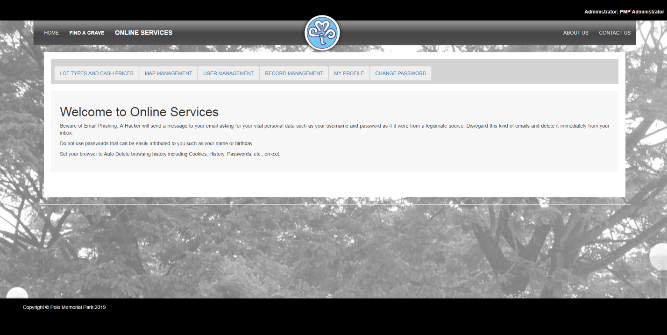 Administrator: PMP Administrator
HOME FIND A GRAVE ONLINE SERVICES ABOUT US CONTACT US
LOT TYPES AND CASH PRICES MAP MANAGEMENT USER MANAGEMENT RECORD MANAGEMENT MY PROFILE CHANGE PASSWORD
Welcome to Online Services
Beware of Email Phishing. A Hacker will send a message to your email asking for your vital personal data such as your username and password as if it were from a legitimate source. Disregard this kind of emails and delete it immediately from your
inbox.
Do not use passwords that can be easily attributed to you such as your name or birthday.
Set your browser to Auto Delete browsing history including Cookies, History, Passwords, etc., on exit.
Copyright © Polo Memorial Park 2019